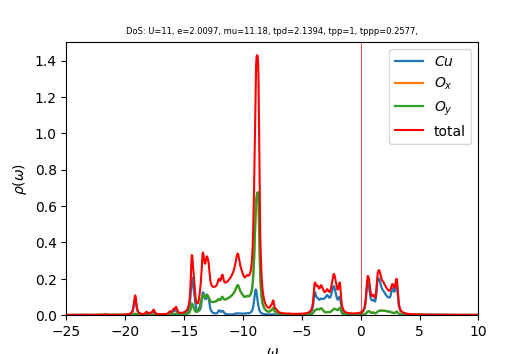 DoS: U=11, e=2.0097, mu=11.18, tpd=2.1394, tpp=1, tppp=0.2577,
1.4
1.2
1.0
0.8
0.6
0.4
0.2
0.0
ρ(ω)
Cu
Oₓ
Oᵧ
total
−25 −20 −15 −10 −5 0 5 10
ω